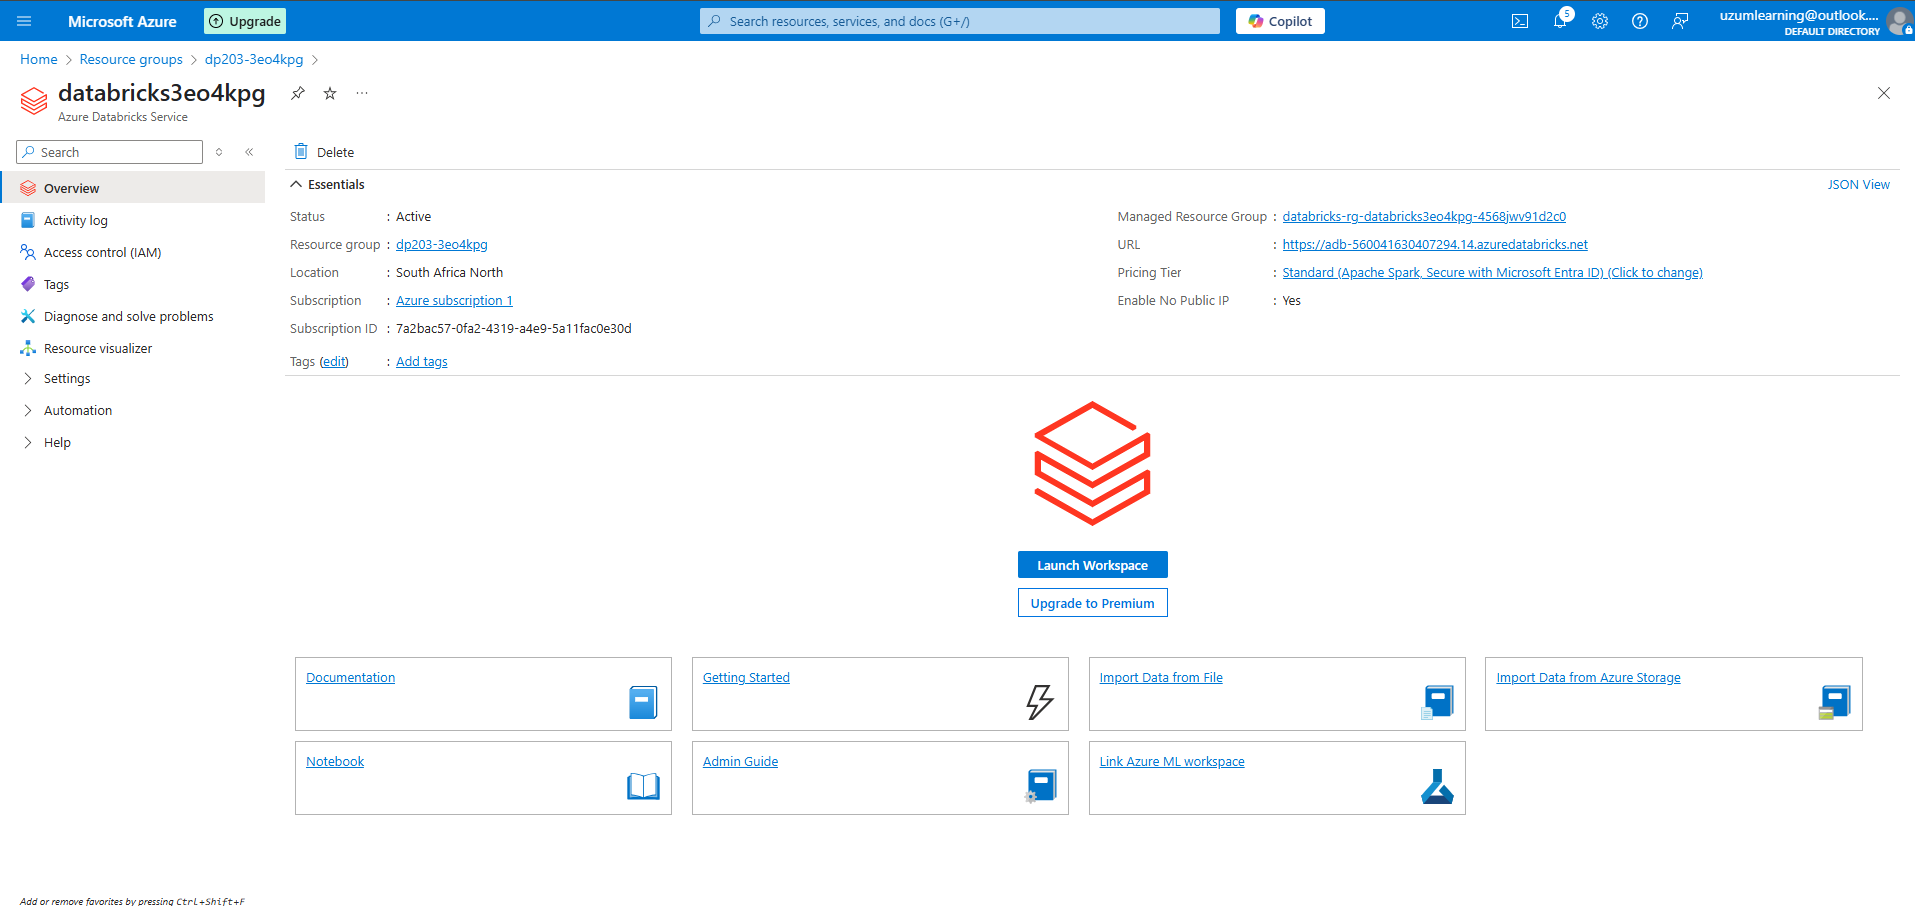 Microsoft Azure
Upgrade
Search resources, services, and docs (G+/)
Copilot
5
uzumlearning@outlook....
DEFAULT DIRECTORY
Home > Resource groups > dp203-3eo4kpg >
databricks3eo4kpg
Azure Databricks Service
Search
Delete
Overview
Activity log
Access control (IAM)
Tags
Diagnose and solve problems
Resource visualizer
Settings
Automation
Help
Essentials
JSON View
Status : Active
Resource group : dp203-3eo4kpg
Location : South Africa North
Subscription : Azure subscription 1
Subscription ID : 7a2bac57-0fa2-4319-a4e9-5a11fac0e30d
Tags (edit) : Add tags
Managed Resource Group : databricks-rg-databricks3eo4kpg-4568jwv91d2c0
URL : https://adb-560041630407294.14.azuredatabricks.net
Pricing Tier : Standard (Apache Spark, Secure with Microsoft Entra ID) (Click to change)
Enable No Public IP : Yes
Launch Workspace
Upgrade to Premium
Documentation
Getting Started
Import Data from File
Import Data from Azure Storage
Notebook
Admin Guide
Link Azure ML workspace
Add or remove favorites by pressing Ctrl+Shift+F